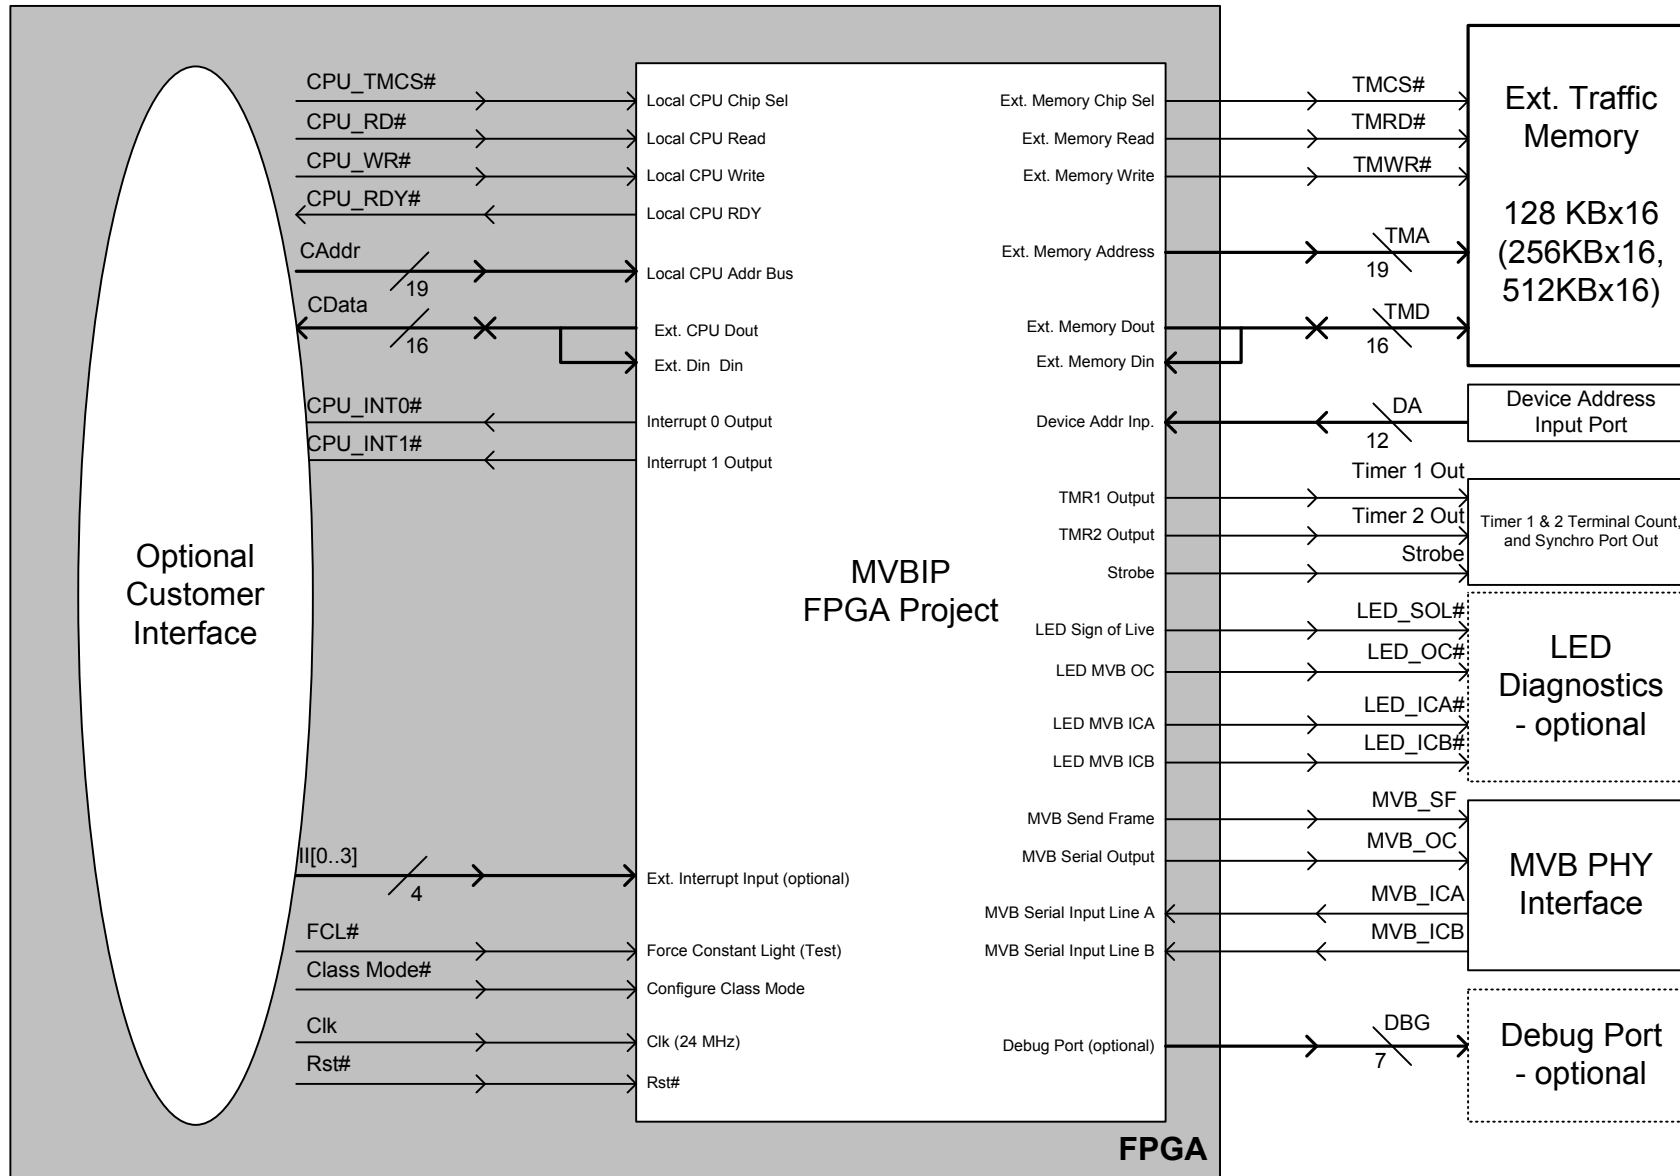 CPU_TMCS#
CPU_RD#
CPU_WR#
CPU_RDY#
CAddr
19
CData
16
CPU_INT0#
CPU_INT1#
Optional
Customer
Interface
II[0..3]
4
FCL#
Class Mode#
Clk
Rst#
Local CPU Chip Sel
Local CPU Read
Local CPU Write
Local CPU RDY
Local CPU Addr Bus
Ext. CPU Dout
Ext. Din Din
Interrupt 0 Output
Interrupt 1 Output
Ext. Interrupt Input (optional)
Force Constant Light (Test)
Configure Class Mode
Clk (24 MHz)
Rst#
MVBIP
FPGA Project
Ext. Memory Chip Sel
Ext. Memory Read
Ext. Memory Write
Ext. Memory Address
Ext. Memory Dout
Ext. Memory Din
Device Addr Inp.
TMR1 Output
TMR2 Output
Strobe
LED Sign of Live
LED MVB OC
LED MVB ICA
LED MVB ICB
MVB Send Frame
MVB Serial Output
MVB Serial Input Line A
MVB Serial Input Line B
Debug Port (optional)
FPGA
TMCS#
TMRD#
TMWR#
TMA
19
TMD
16
DA
12
Timer 1 Out
Timer 2 Out
Strobe
LED_SOL#
LED_OC#
LED_ICA#
LED_ICB#
MVB_SF
MVB_OC
MVB_ICA
MVB_ICB
DBG
7
Ext. Traffic
Memory
128 KBx16
(256KBx16,
512KBx16)
Device Address
Input Port
Timer 1 & 2 Terminal Count,
and Synchro Port Out
LED
Diagnostics
- optional
MVB PHY
Interface
Debug Port
- optional